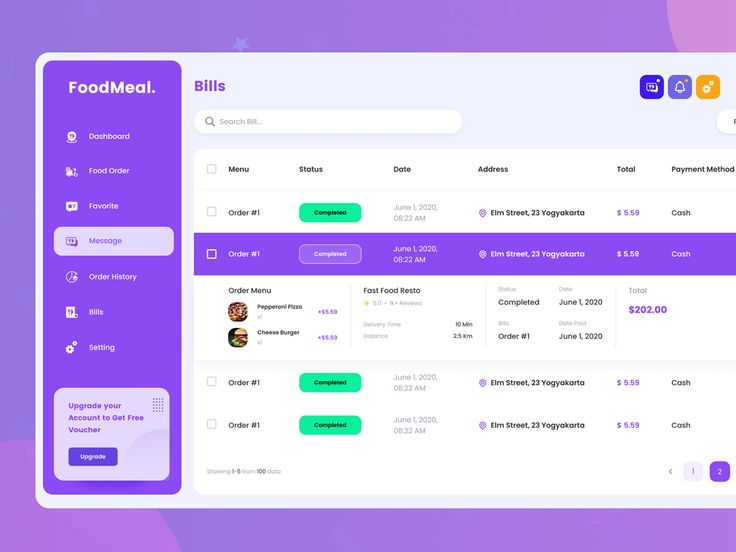 FoodMeal.
Dashboard
Food Order
Favorite
Message
Order History
Bills
Setting
Upgrade your
Account to Get Free
Voucher
Upgrade
Bills
Search Bill...
Menu Status Date Address Total Payment Method
Order #1 Completed June 1, 2020, 08:22 AM Elm Street, 23 Yogyakarta $ 5.59 Cash
Order #1 Completed June 1, 2020, 08:22 AM Elm Street, 23 Yogyakarta $ 5.59 Cash
Order Menu
Pepperoni Pizza
x1
+$5.59
Cheese Burger
x1
+$5.59
Fast Food Resto
5.0 • 1k+ Reviews
Delivery Time 10 Min
Distance 2.5 Km
Status Date
Completed June 1, 2020
Bills Date Paid
Order #1 June 1, 2020
Total
$202.00
Order #1 Completed June 1, 2020, 08:22 AM Elm Street, 23 Yogyakarta $ 5.59 Cash
Order #1 Completed June 1, 2020, 08:22 AM Elm Street, 23 Yogyakarta $ 5.59 Cash
Showing 1-5 from 100 data
1 2